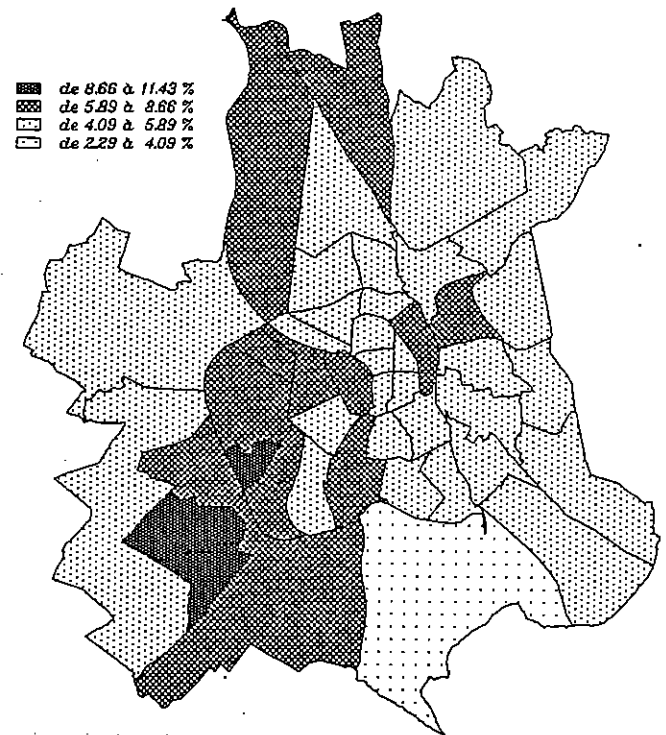 de 8.66 à 11.43 %
de 5.89 à 8.66 %
de 4.09 à 5.89 %
de 2.29 à 4.09 %